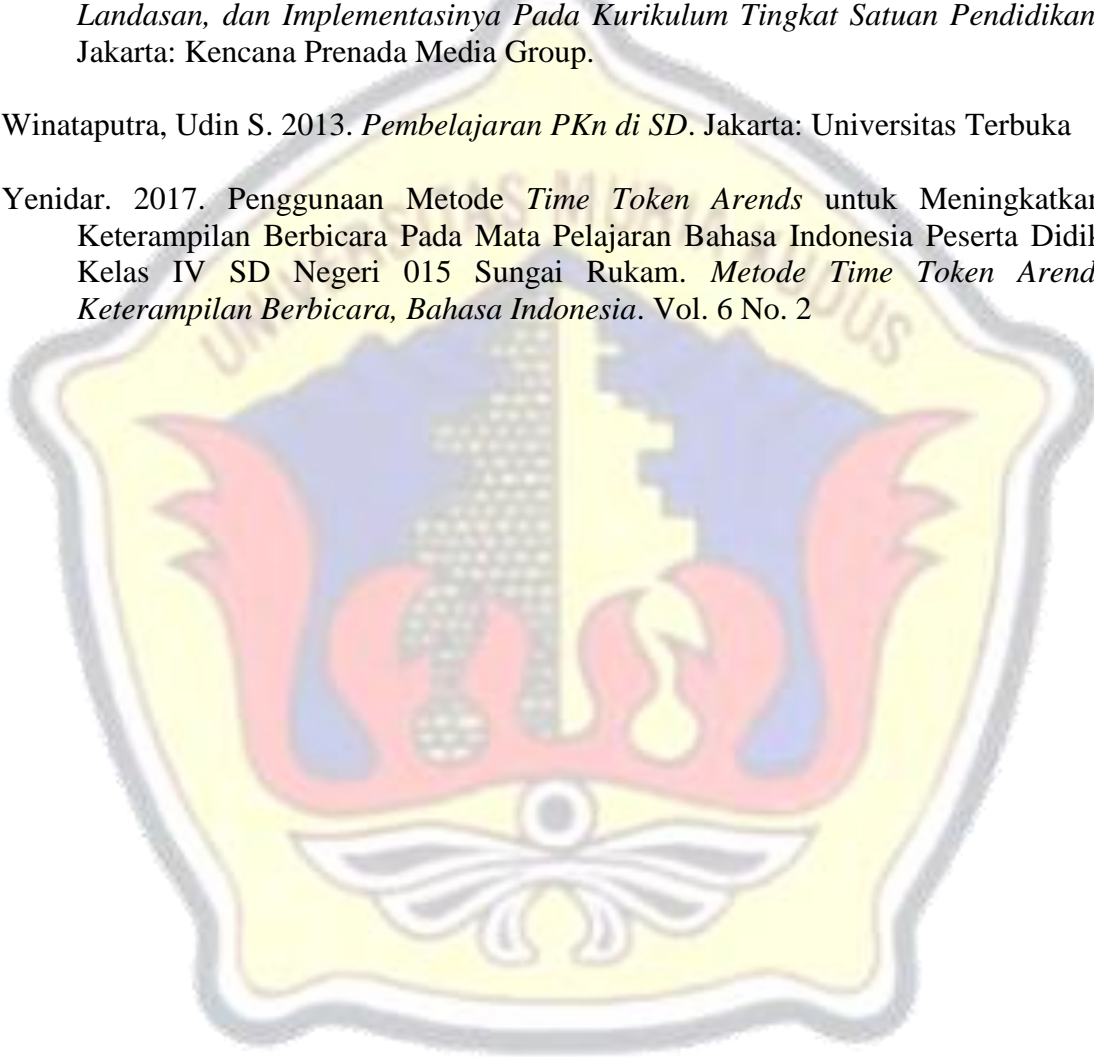 Landasan, dan Implementasinya Pada Kurikulum Tingkat Satuan Pendidikan
Jakarta: Kencana Prenada Media Group.
Winataputra, Udin S. 2013. Pembelajaran PKn di SD. Jakarta: Universitas Terbuka
Yenidar. 2017. Penggunaan Metode Time Token Arends untuk Meningkatkan
Keterampilan Berbicara Pada Mata Pelajaran Bahasa Indonesia Peserta Didik
Kelas IV SD Negeri 015 Sungai Rukam. Metode Time Token Arend
Keterampilan Berbicara, Bahasa Indonesia. Vol. 6 No. 2